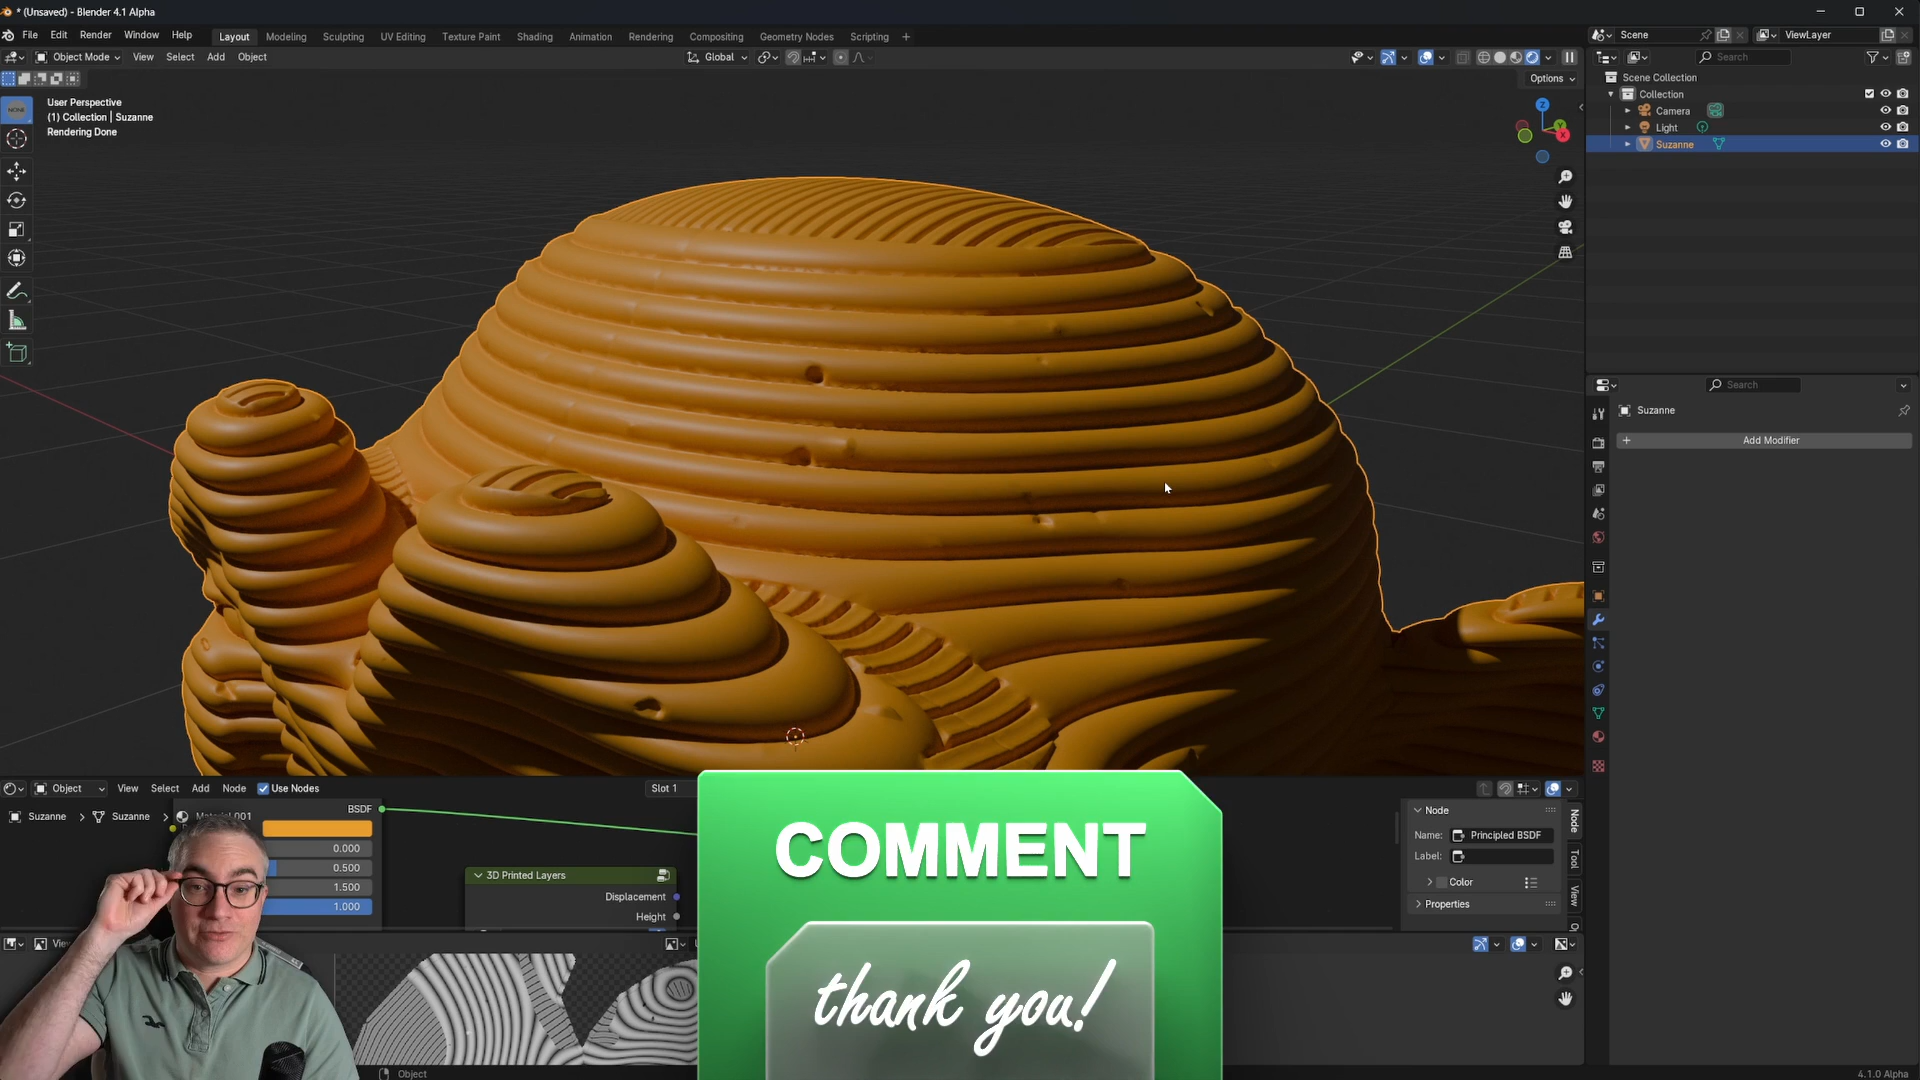 * (Unsaved) - Blender 4.1 Alpha
File Edit Render Window Help
Layout Modeling Sculpting UV Editing Texture Paint Shading Animation Rendering Compositing Geometry Nodes Scripting +
Scene
ViewLayer
Object Mode View Select Add Object
Global
Search
Options
User Perspective
(1) Collection | Suzanne
Rendering Done
NONE
Z
Y
X
Scene Collection
Collection
Camera
Light
Suzanne
Search
Suzanne
+ Add Modifier
Object View Select Add Node Use Nodes
Slot 1
Suzanne > Suzanne >
BSDF
0.000
0.500
1.500
1.000
3D Printed Layers
Displacement
Height
Node
Name: Principled BSDF
Label:
Color
Properties
Node
Tool
View
COMMENT
thank you!
Object
4.1.0 Alpha